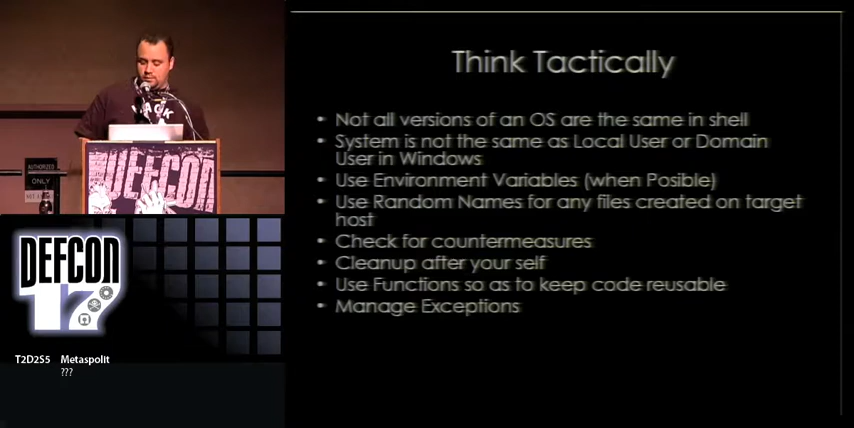 Think Tactically
• Not all versions of an OS are the same in shell
• System is not the same as Local User or Domain
User in Windows
• Use Environment Variables (when Posible)
• Use Random Names for any files created on target
host
• Check for countermeasures
• Cleanup after your self
• Use Functions so as to keep code reusable
• Manage Exceptions
AUTHORIZED
ONLY
DEFCON
DEFCON
17
T2D2S5 Metaspolit
???